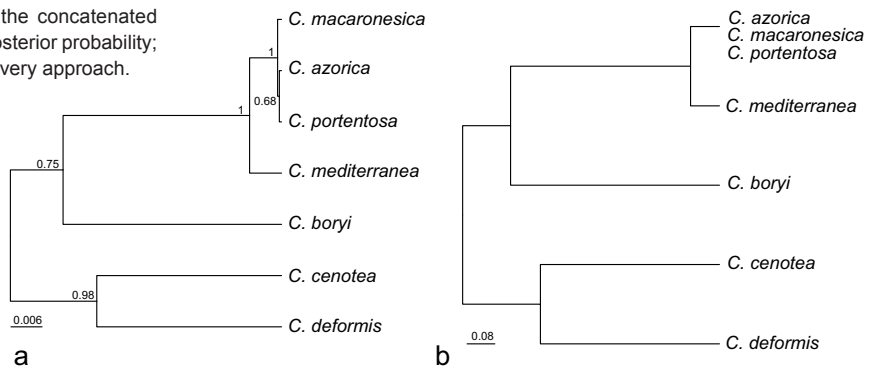 the concatenated
osterior probability;
very approach.
C. macaronesica
1
C. azorica
0.68
1
C. portentosa
0.75
C. mediterranea
C. boryi
C. cenotea
0.98
0.006
C. deformis
a
C. azorica
C. macaronesica
C. portentosa
C. mediterranea
C. boryi
C. cenotea
0.08
C. deformis
b